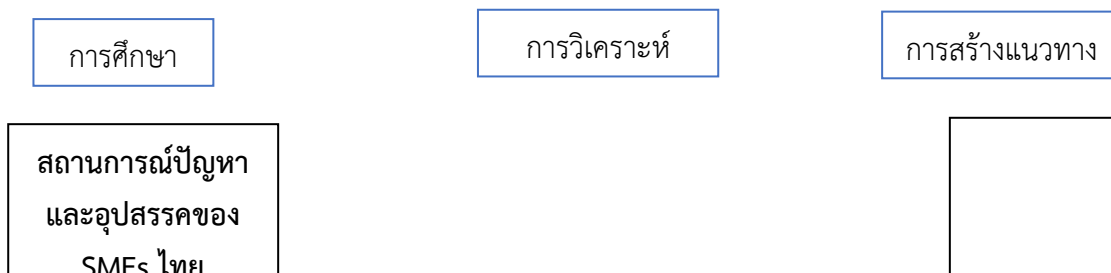 การศึกษา
การวิเคราะห์
การสร้างแนวทาง
สถานการณ์ปัญหา
และอุปสรรคของ
SMEs ไทย